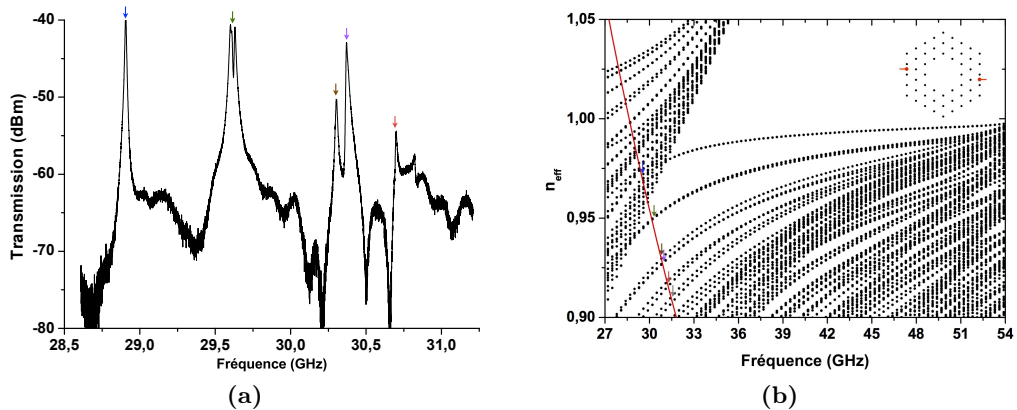 -40
-50
-60
-70
-80
Transmission (dBm)
28,5 29,0 29,5 30,0 30,5 31,0
Fréquence (GHz)
(a)
1,05
1,00
0,95
0,90
neff
27 30 33 36 39 42 45 48 51 54
Fréquence (GHz)
(b)